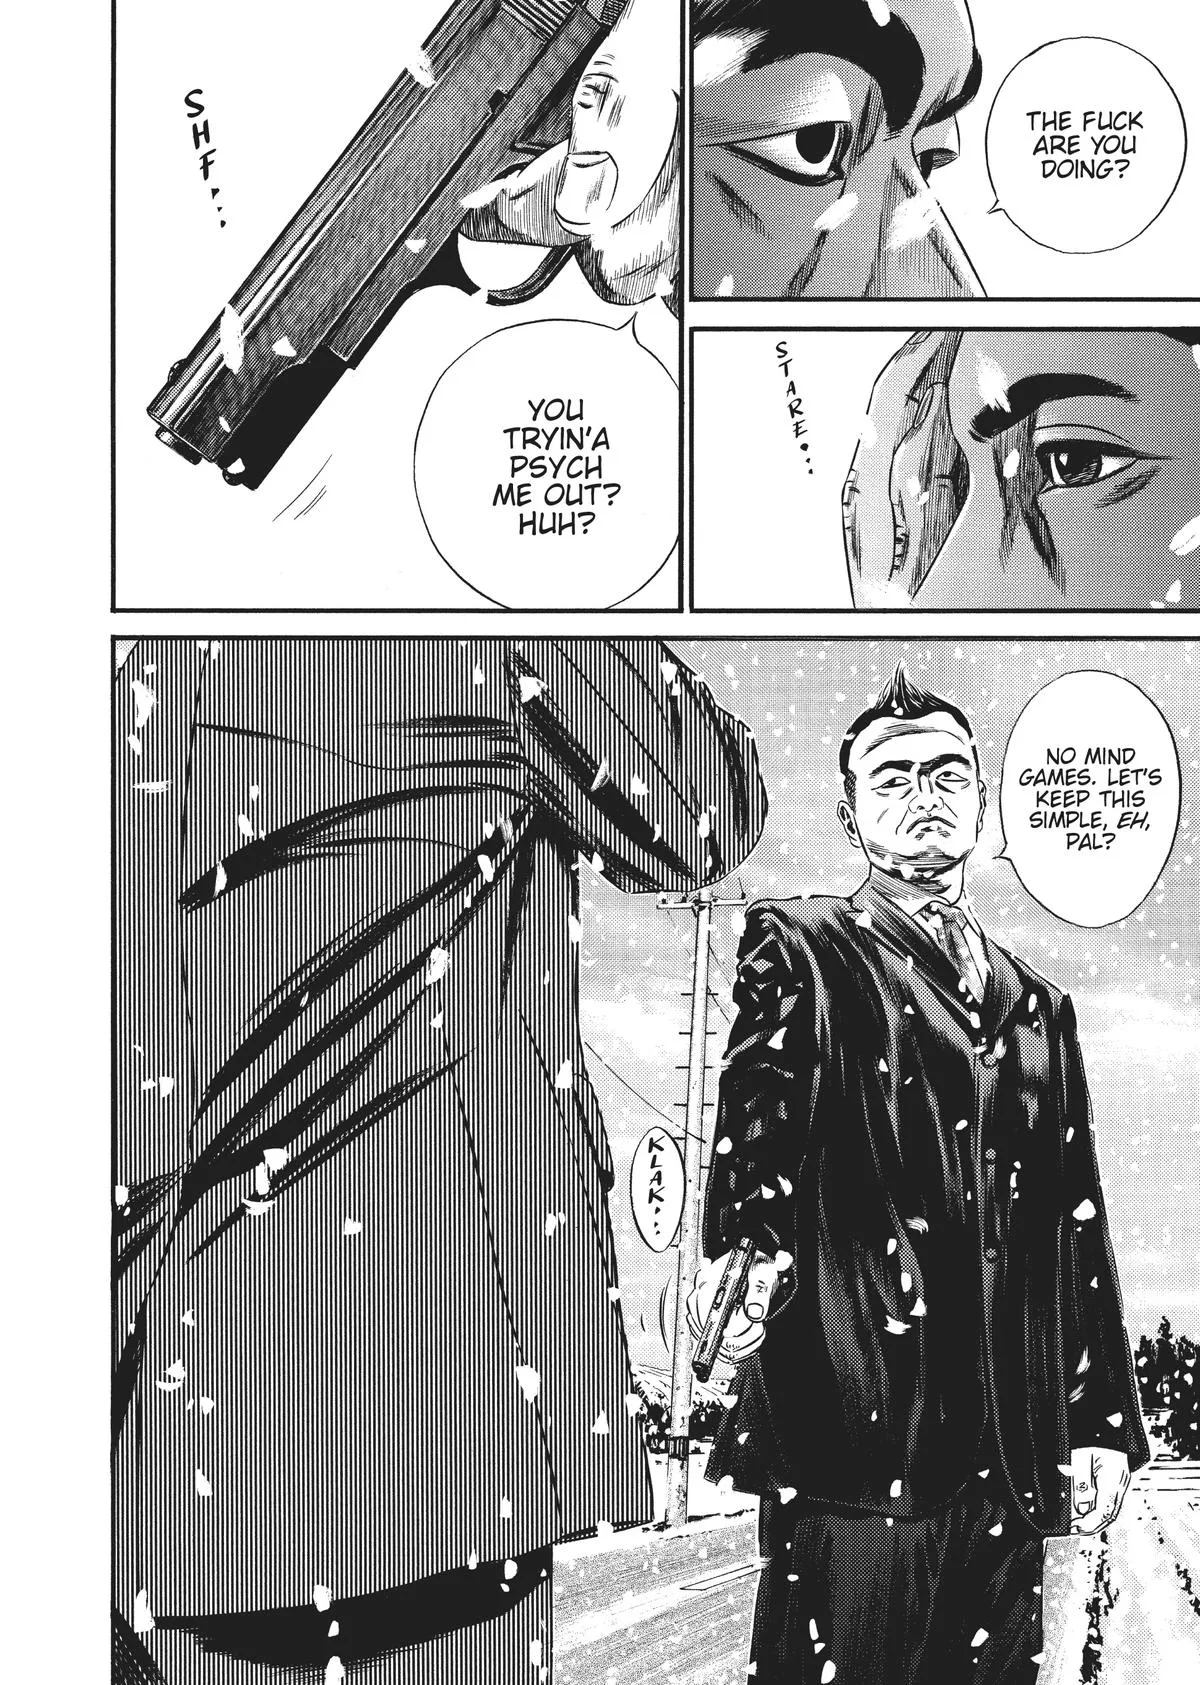 THE FUCK
ARE YOU
DOING?
STARE...
SHF...
YOU
TRYIN'A
PSYCH
ME OUT?
HUH?
NO MIND
GAMES. LET'S
KEEP THIS
SIMPLE, EH,
PAL?
KLAK...